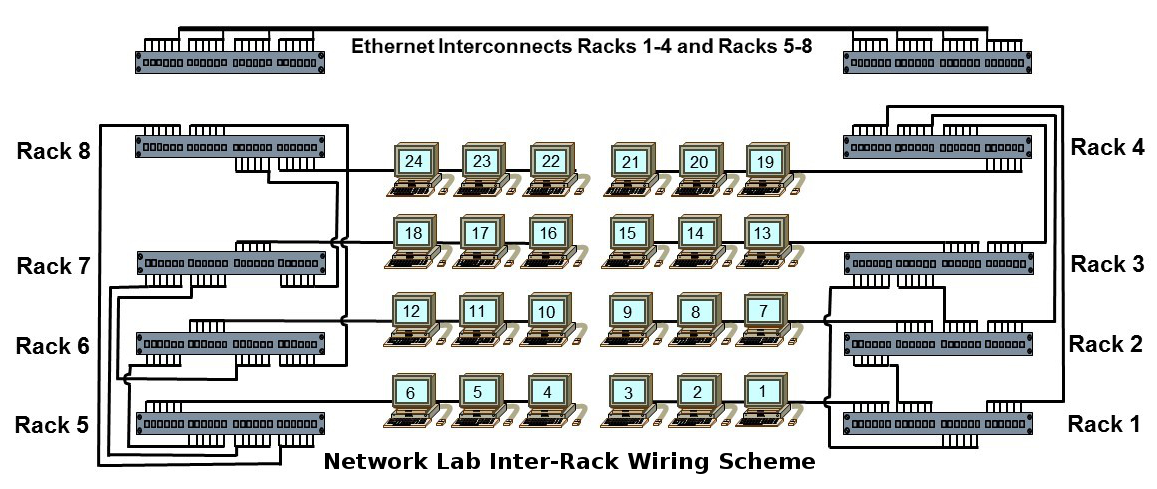 Ethernet Interconnects Racks 1-4 and Racks 5-8
Rack 8
24
23
22
21
20
19
Rack 4
Rack 7
18
17
16
15
14
13
Rack 3
Rack 6
12
11
10
9
8
7
Rack 2
Rack 5
6
5
4
3
2
1
Rack 1
Network Lab Inter-Rack Wiring Scheme